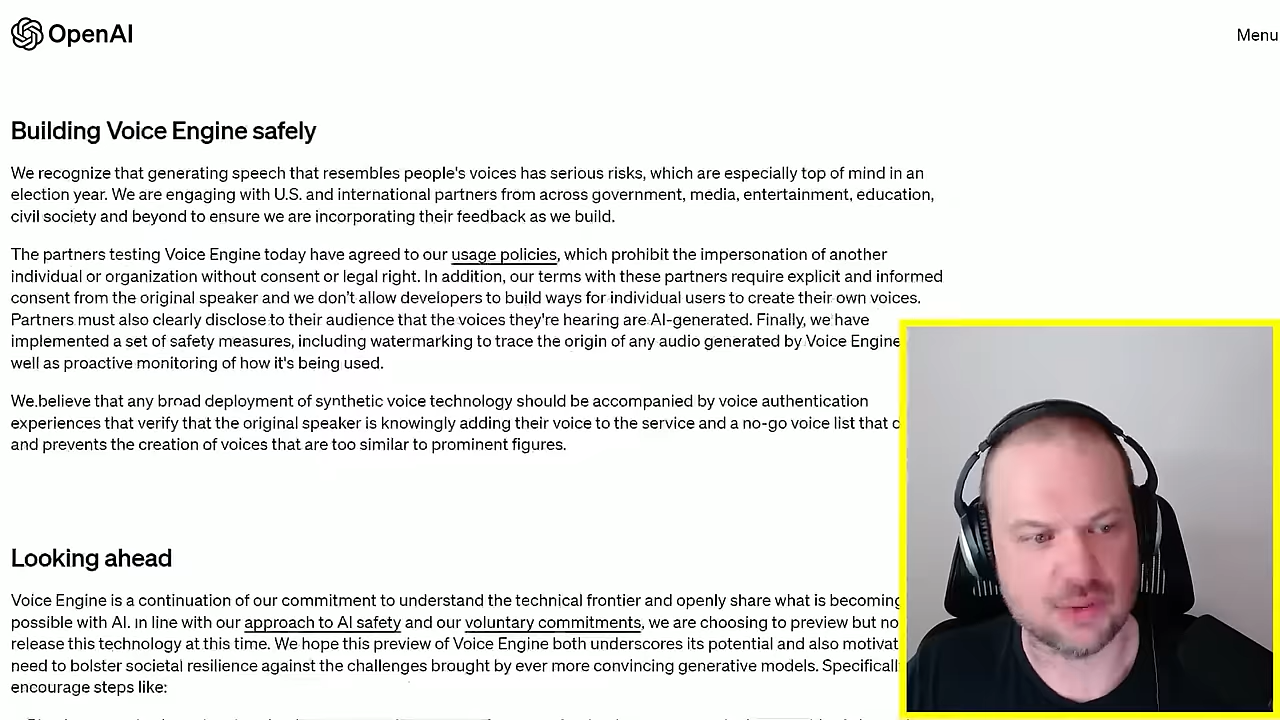 OpenAI
Menu
Building Voice Engine safely
We recognize that generating speech that resembles people's voices has serious risks, which are especially top of mind in an
election year. We are engaging with U.S. and international partners from across government, media, entertainment, education,
civil society and beyond to ensure we are incorporating their feedback as we build.
The partners testing Voice Engine today have agreed to our usage policies, which prohibit the impersonation of another
individual or organization without consent or legal right. In addition, our terms with these partners require explicit and informed
consent from the original speaker and we don't allow developers to build ways for individual users to create their own voices.
Partners must also clearly disclose to their audience that the voices they're hearing are AI-generated. Finally, we have
implemented a set of safety measures, including watermarking to trace the origin of any audio generated by Voice Engine
well as proactive monitoring of how it's being used.
We believe that any broad deployment of synthetic voice technology should be accompanied by voice authentication
experiences that verify that the original speaker is knowingly adding their voice to the service and a no-go voice list that
and prevents the creation of voices that are too similar to prominent figures.
Looking ahead
Voice Engine is a continuation of our commitment to understand the technical frontier and openly share what is becoming
possible with AI. In line with our approach to AI safety and our voluntary commitments, we are choosing to preview but
release this technology at this time. We hope this preview of Voice Engine both underscores its potential and also
need to bolster societal resilience against the challenges brought by ever more convincing generative models.
encourage steps like: